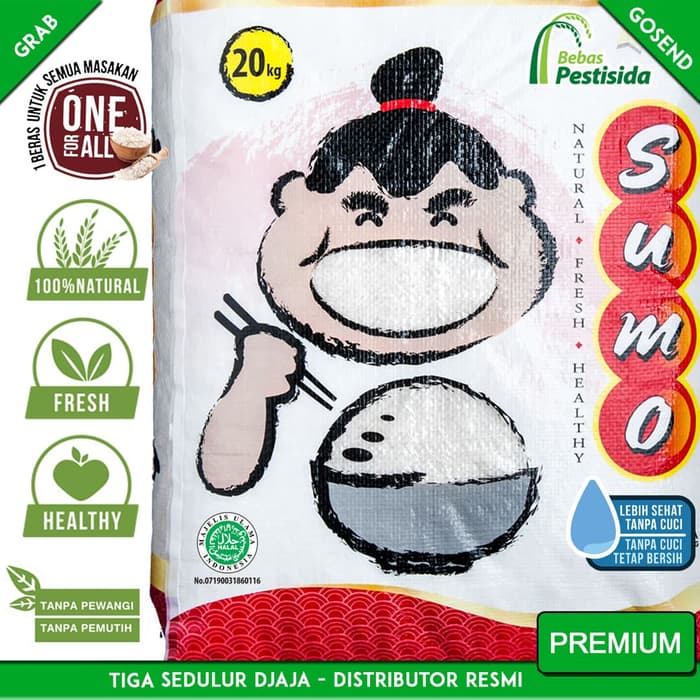 GRAB
GOSEND
1 BERAS UNTUK SEMUA MASAKAN
ONE
FOR
ALL
20kg
Bebas
Pestisida
Sumo
NATURAL • FRESH • HEALTHY
100%NATURAL
FRESH
HEALTHY
TANPA PEWANGI
TANPA PEMUTIH
MAJELIS ULAMA
INDONESIA
حلال
HALAL
No.07190031860116
LEBIH SEHAT
TANPA CUCI
TANPA CUCI
TETAP BERSIH
PREMIUM
TIGA SEDULUR DJAJA - DISTRIBUTOR RESMI